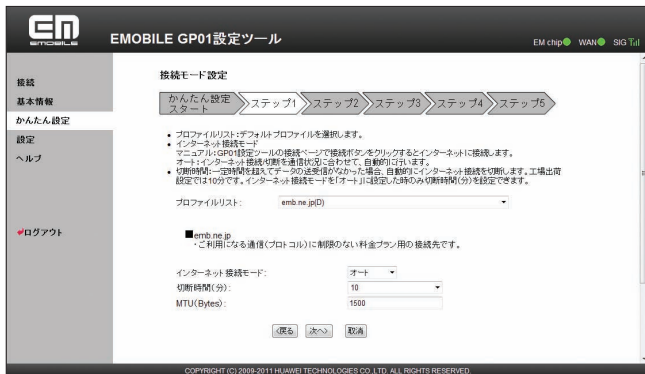 EM
EMOBILE
EMOBILE GP01設定ツール
EM chip WAN SIG
接続
基本情報
かんたん設定
設定
ヘルプ
ログアウト
接続モード設定
かんたん設定
スタート
ステップ1
ステップ2
ステップ3
ステップ4
ステップ5
• プロファイルリスト:デフォルトプロファイルを選択します。
• インターネット接続モード
マニュアル:GP01設定ツールの接続ページで接続ボタンをクリックするとインターネットに接続します。
オート:インターネット接続/切断を通信状況に合わせて、自動的に行います。
• 切断時間:一定時間を超えてデータの送受信がなかった場合、自動的にインターネット接続を切断します。工場出荷
設定では10分です。インターネット接続モードを「オート」に設定した時のみ切断時間(分)を設定できます。
プロファイルリスト: emb.ne.jp(D)
■emb.ne.jp
・ご利用になる通信(プロトコル)に制限のない料金プラン用の接続先です。
インターネット接続モード: オート
切断時間(分): 10
MTU(Bytes): 1500
<戻る 次へ> 取消
COPYRIGHT (C) 2009-2011 HUAWEI TECHNOLOGIES CO.,LTD. ALL RIGHTS RESERVED.